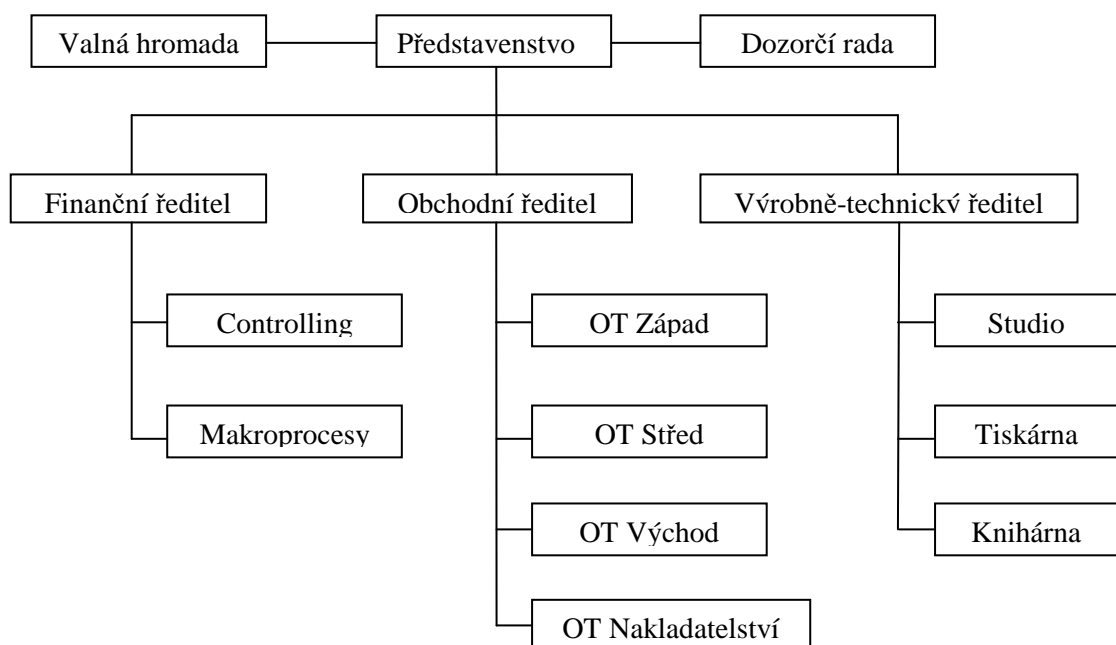 Valná hromada
Představenstvo
Dozorčí rada
Finanční ředitel
Obchodní ředitel
Výrobně-technický ředitel
Controlling
OT Západ
Studio
Makroprocesy
OT Střed
Tiskárna
OT Východ
Knihárna
OT Nakladatelství